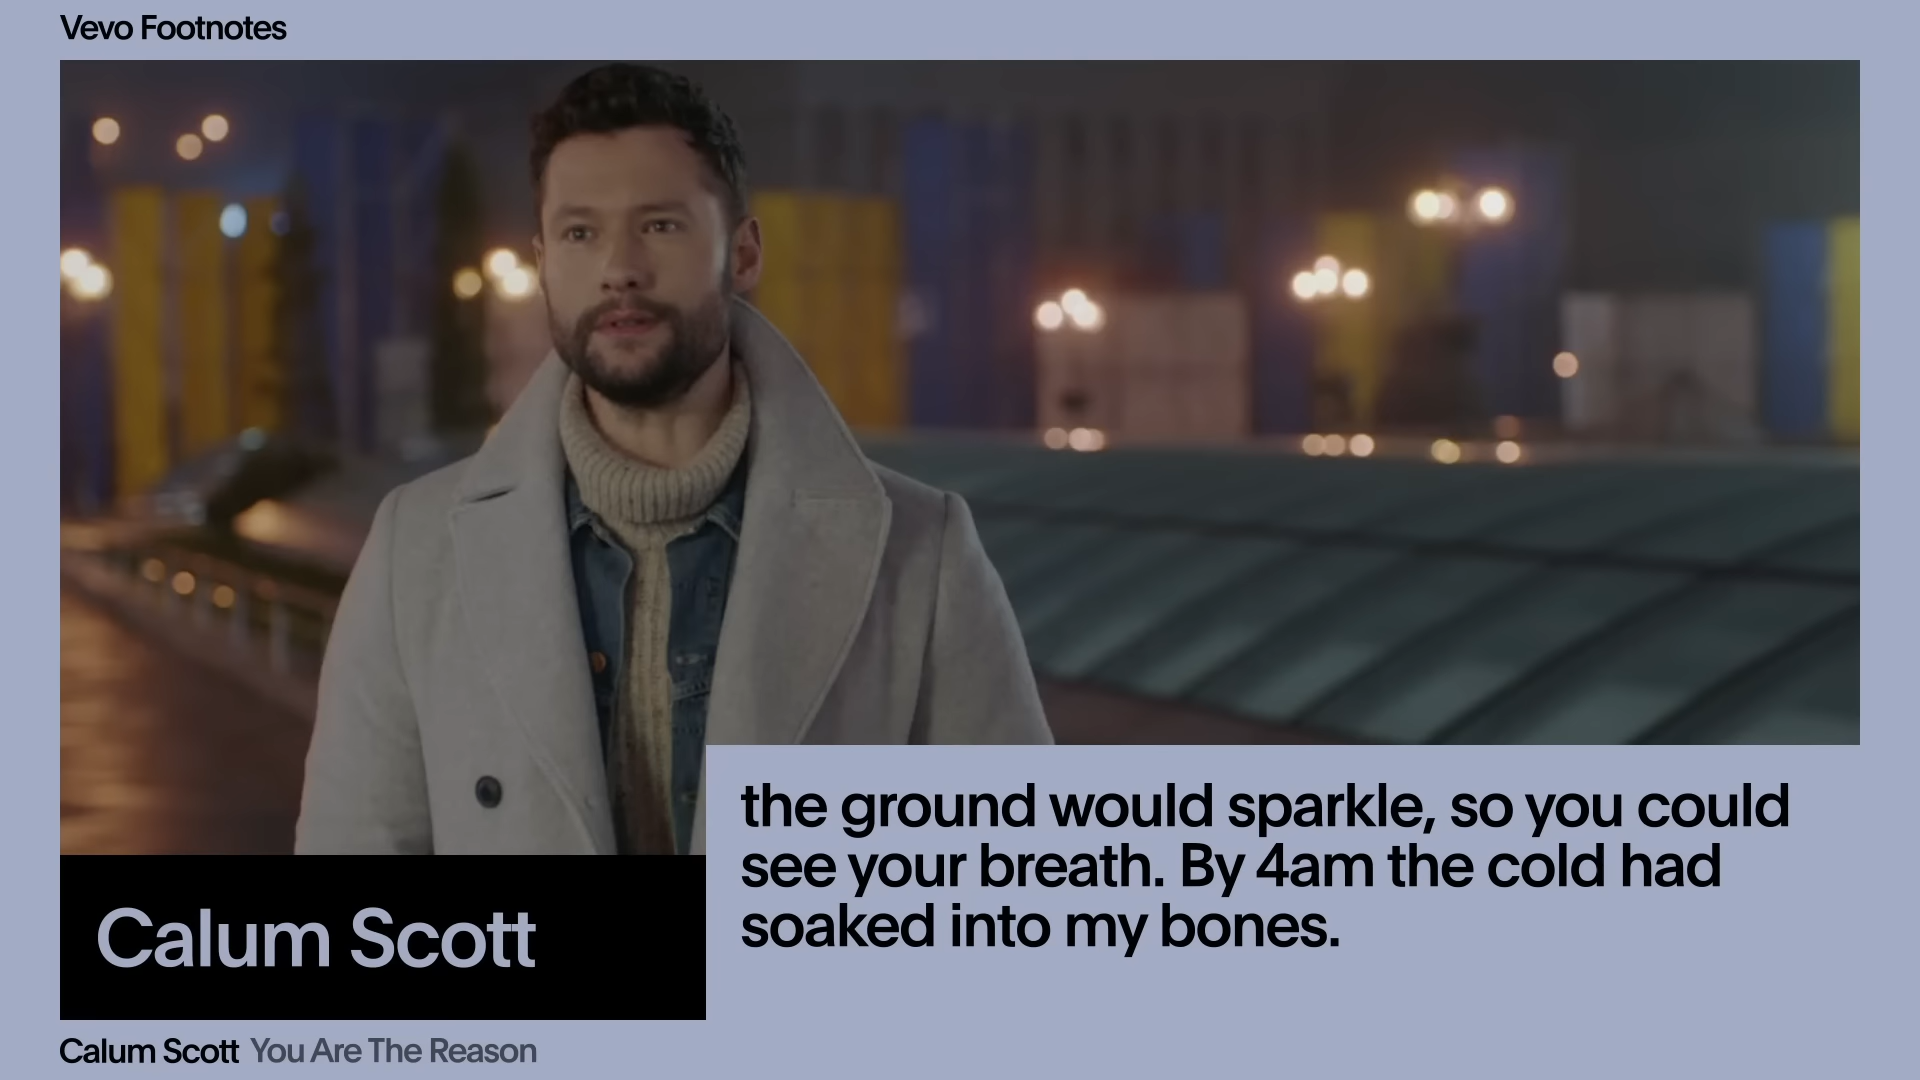 Vevo Footnotes
the ground would sparkle, so you could
see your breath. By 4am the cold had
soaked into my bones.
Calum Scott
Calum Scott You Are The Reason